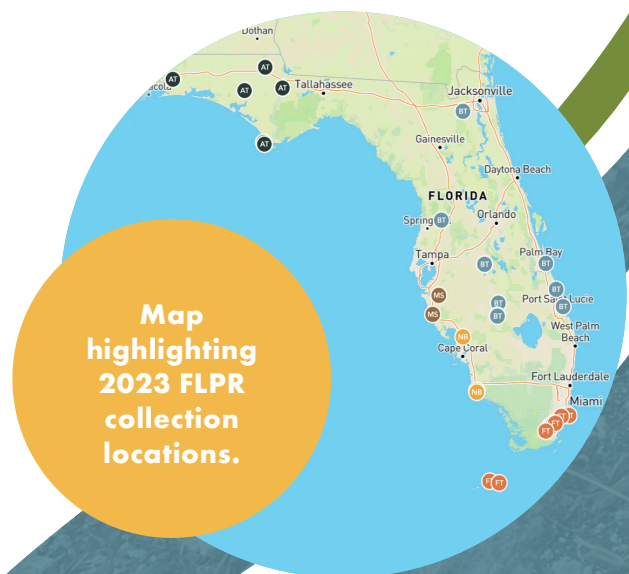 Dothan
AT
AT
acola
AT
AT
Tallahassee
Jacksonville
BT
AT
Gainesville
Daytona Beach
FLORIDA
Spring
BT
Orlando
Tampa
BT
Palm Bay
BT
MS
BT
BT
Port Saint Lucie
BT
MS
BT
NB
West Palm
Beach
Cape Coral
Fort Lauderdale
NB
Miami
FT
FT
FT
FT
Map
highlighting
2023 FLPR
collection
locations.